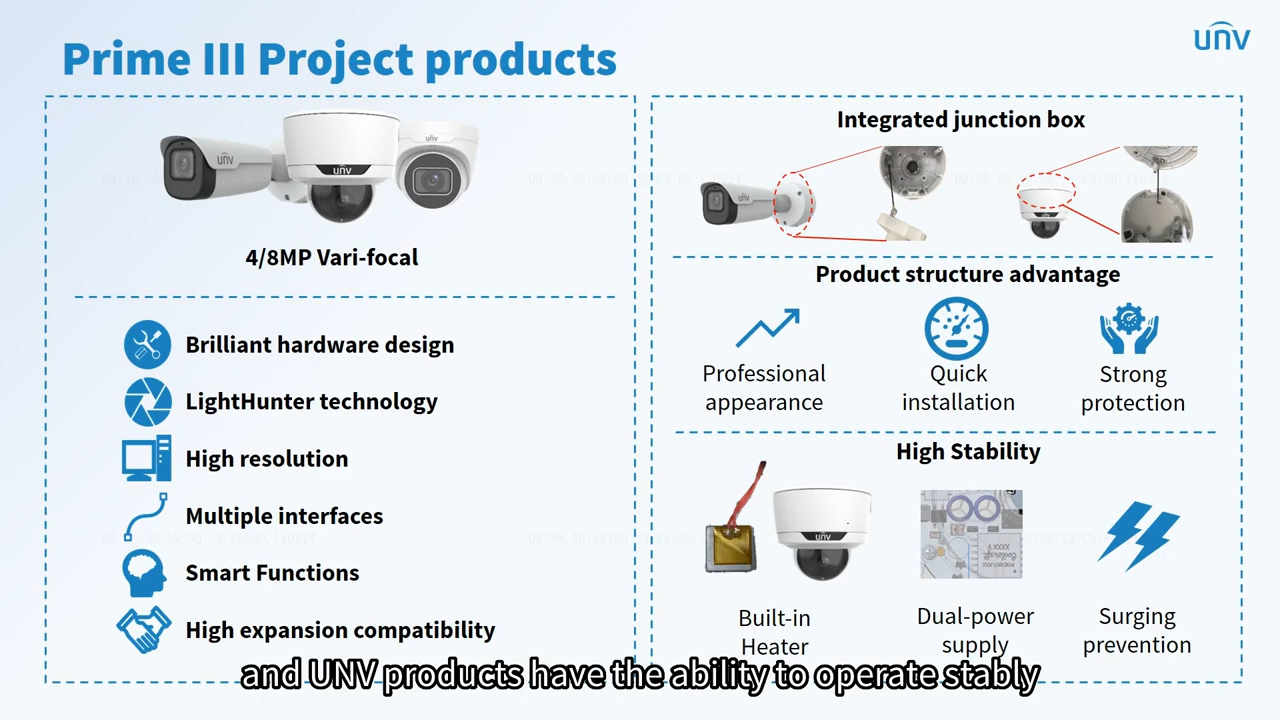 Prime III Project products
unv
4/8MP Vari-focal
Brilliant hardware design
LightHunter technology
High resolution
Multiple interfaces
Smart Functions
High expansion compatibility
Integrated junction box
Product structure advantage
Professional
appearance
Quick
installation
Strong
protection
High Stability
Built-in
Heater
Dual-power
supply
Surging
prevention
and UNV products have the ability to operate stably